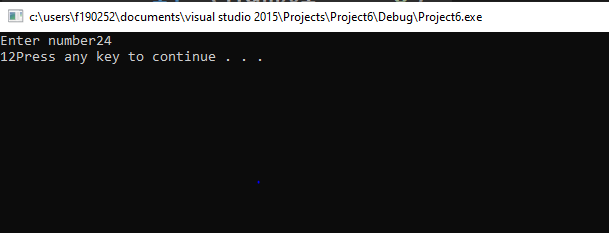 c:\users\f190252\documents\visual studio 2015\Projects\Project6\Debug\Project6.exe
Enter number24
12Press any key to continue . . .